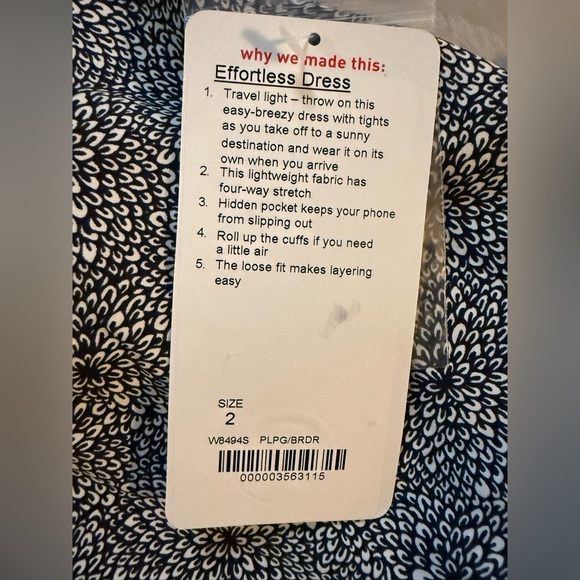 why we made this:
Effortless Dress
1. Travel light – throw on this
easy-breezy dress with tights
as you take off to a sunny
destination and wear it on its
own when you arrive
2. This lightweight fabric has
four-way stretch
3. Hidden pocket keeps your phone
from slipping out
4. Roll up the cuffs if you need
a little air
5. The loose fit makes layering
easy
SIZE
2
W8494S PLPG/BRDR
000003563115